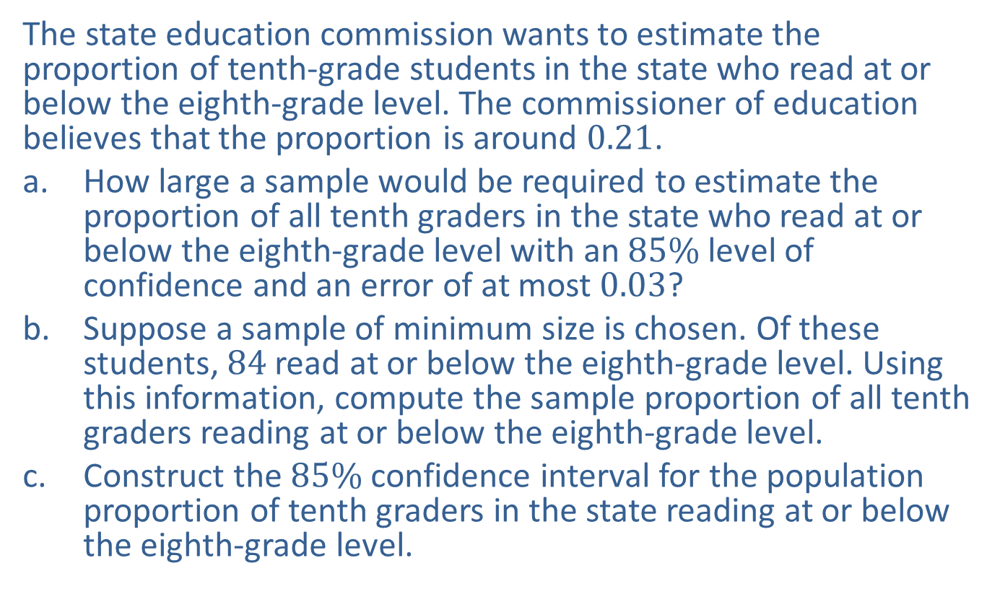 The state education commission wants to estimate the
proportion of tenth-grade students in the state who read at or
below the eighth-grade level. The commissioner of education
believes that the proportion is around 0.21.
a. How large a sample would be required to estimate the
proportion of all tenth graders in the state who read at or
below the eighth-grade level with an 85% level of
confidence and an error of at most 0.03?
b. Suppose a sample of minimum size is chosen. Of these
students, 84 read at or below the eighth-grade level. Using
this information, compute the sample proportion of all tenth
graders reading at or below the eighth-grade level.
c. Construct the 85% confidence interval for the population
proportion of tenth graders in the state reading at or below
the eighth-grade level.